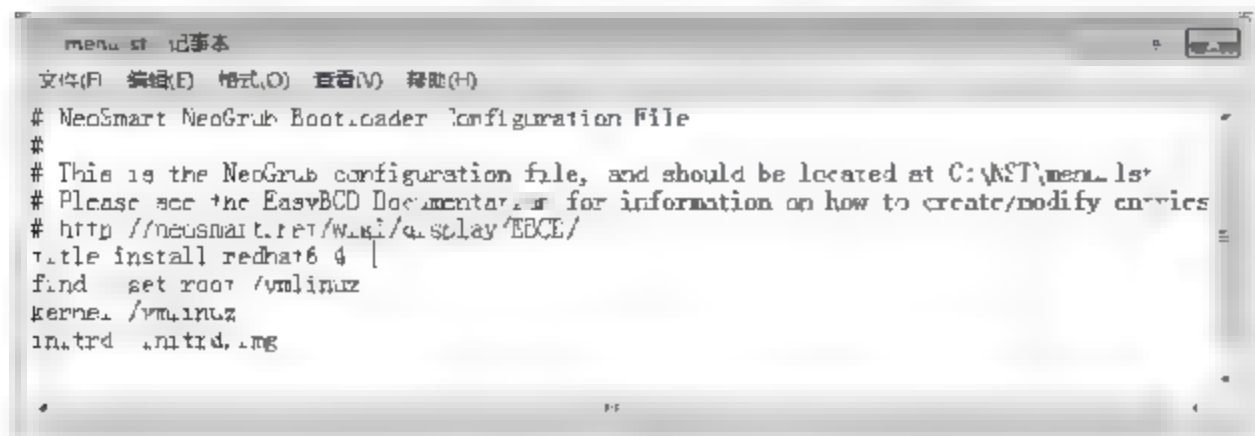 menu.lst 记事本
文件(F) 编辑(E) 格式(O) 查看(V) 帮助(H)
# NeoSmart NeoGrub Bootloader Configuration File
#
# This is the NeoGrub configuration file, and should be located at C:\NST\menu.lst
# Please see the EasyBCD Documentation for information on how to create/modify entries
# http://neosmart.net/wiki/display/EBCD/
title install redhat6
find set root /vmlinuz
kernel /vmlinuz
initrd initrd.img